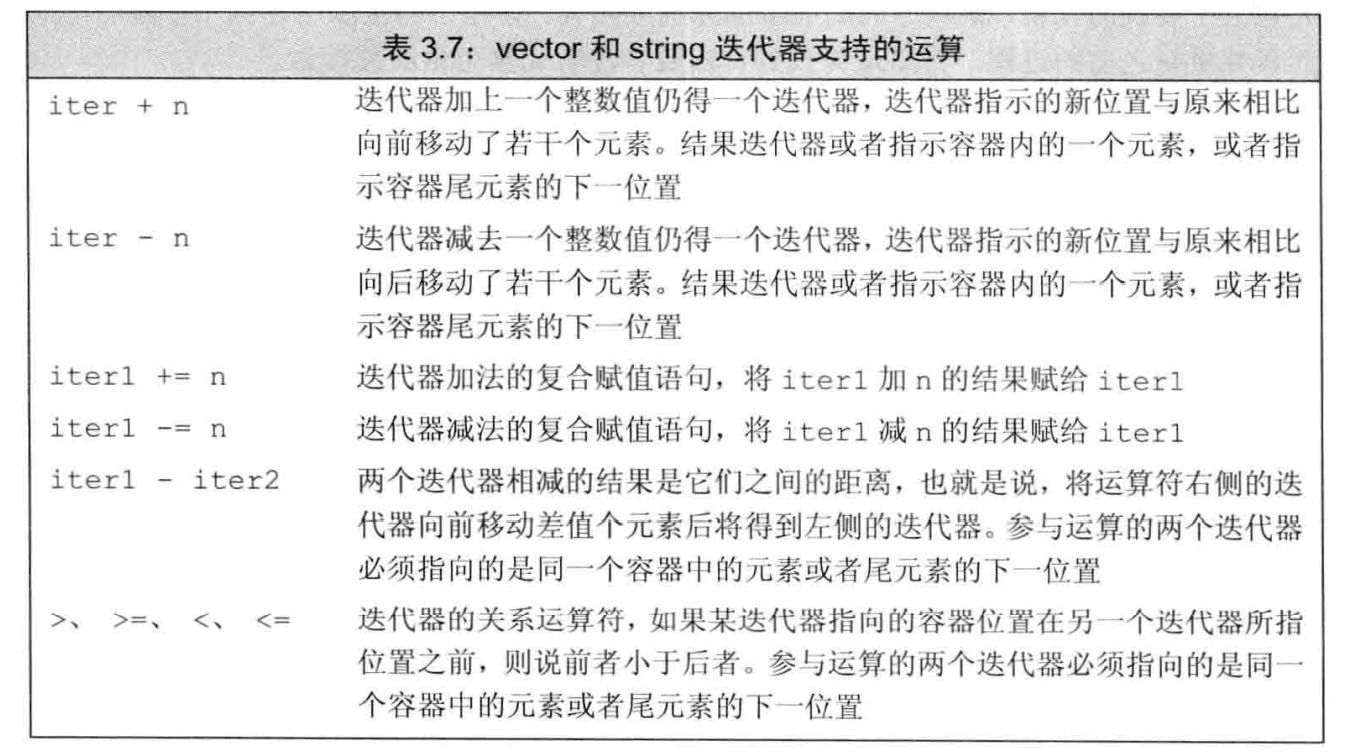 表 3.7：vector 和 string 迭代器支持的运算
iter + n 迭代器加上一个整数值仍得一个迭代器，迭代器指示的新位置与原来相比
向前移动了若干个元素。结果迭代器或者指示容器内的一个元素，或者指
示容器尾元素的下一位置
iter - n 迭代器减去一个整数值仍得一个迭代器，迭代器指示的新位置与原来相比
向后移动了若干个元素。结果迭代器或者指示容器内的一个元素，或者指
示容器尾元素的下一位置
iter1 += n 迭代器加法的复合赋值语句，将 iter1 加 n 的结果赋给 iter1
iter1 -= n 迭代器减法的复合赋值语句，将 iter1 减 n 的结果赋给 iter1
iter1 - iter2 两个迭代器相减的结果是它们之间的距离，也就是说，将运算符右侧的迭
代器向前移动差值个元素后将得到左侧的迭代器。参与运算的两个迭代器
必须指向的是同一个容器中的元素或者尾元素的下一位置
>、 >=、 <、 <= 迭代器的关系运算符，如果某迭代器指向的容器位置在另一个迭代器所指
位置之前，则说前者小于后者。参与运算的两个迭代器必须指向的是同一
个容器中的元素或者尾元素的下一位置